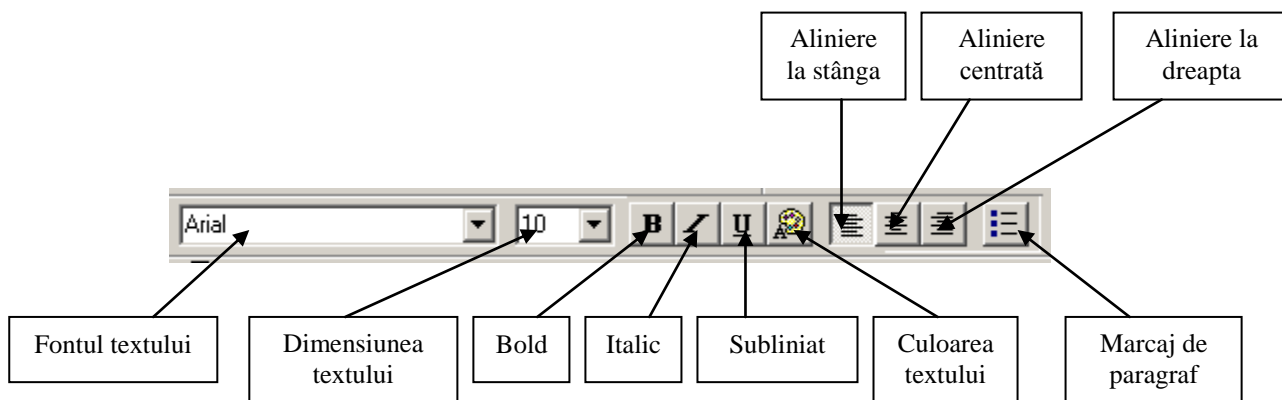 Aliniere
la stânga
Aliniere
centrată
Aliniere la
dreapta
Arial
10
B
I
U
A
Fontul textului
Dimensiunea
textului
Bold
Italic
Subliniat
Culoarea
textului
Marcaj de
paragraf